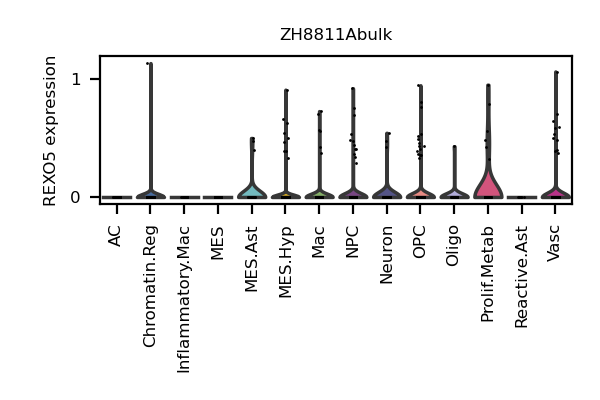 ZH8811Abulk
REXO5 expression
1
0
AC
Chromatin.Reg
Inflammatory.Mac
MES
MES.Ast
MES.Hyp
Mac
NPC
Neuron
OPC
Oligo
Prolif.Metab
Reactive.Ast
Vasc